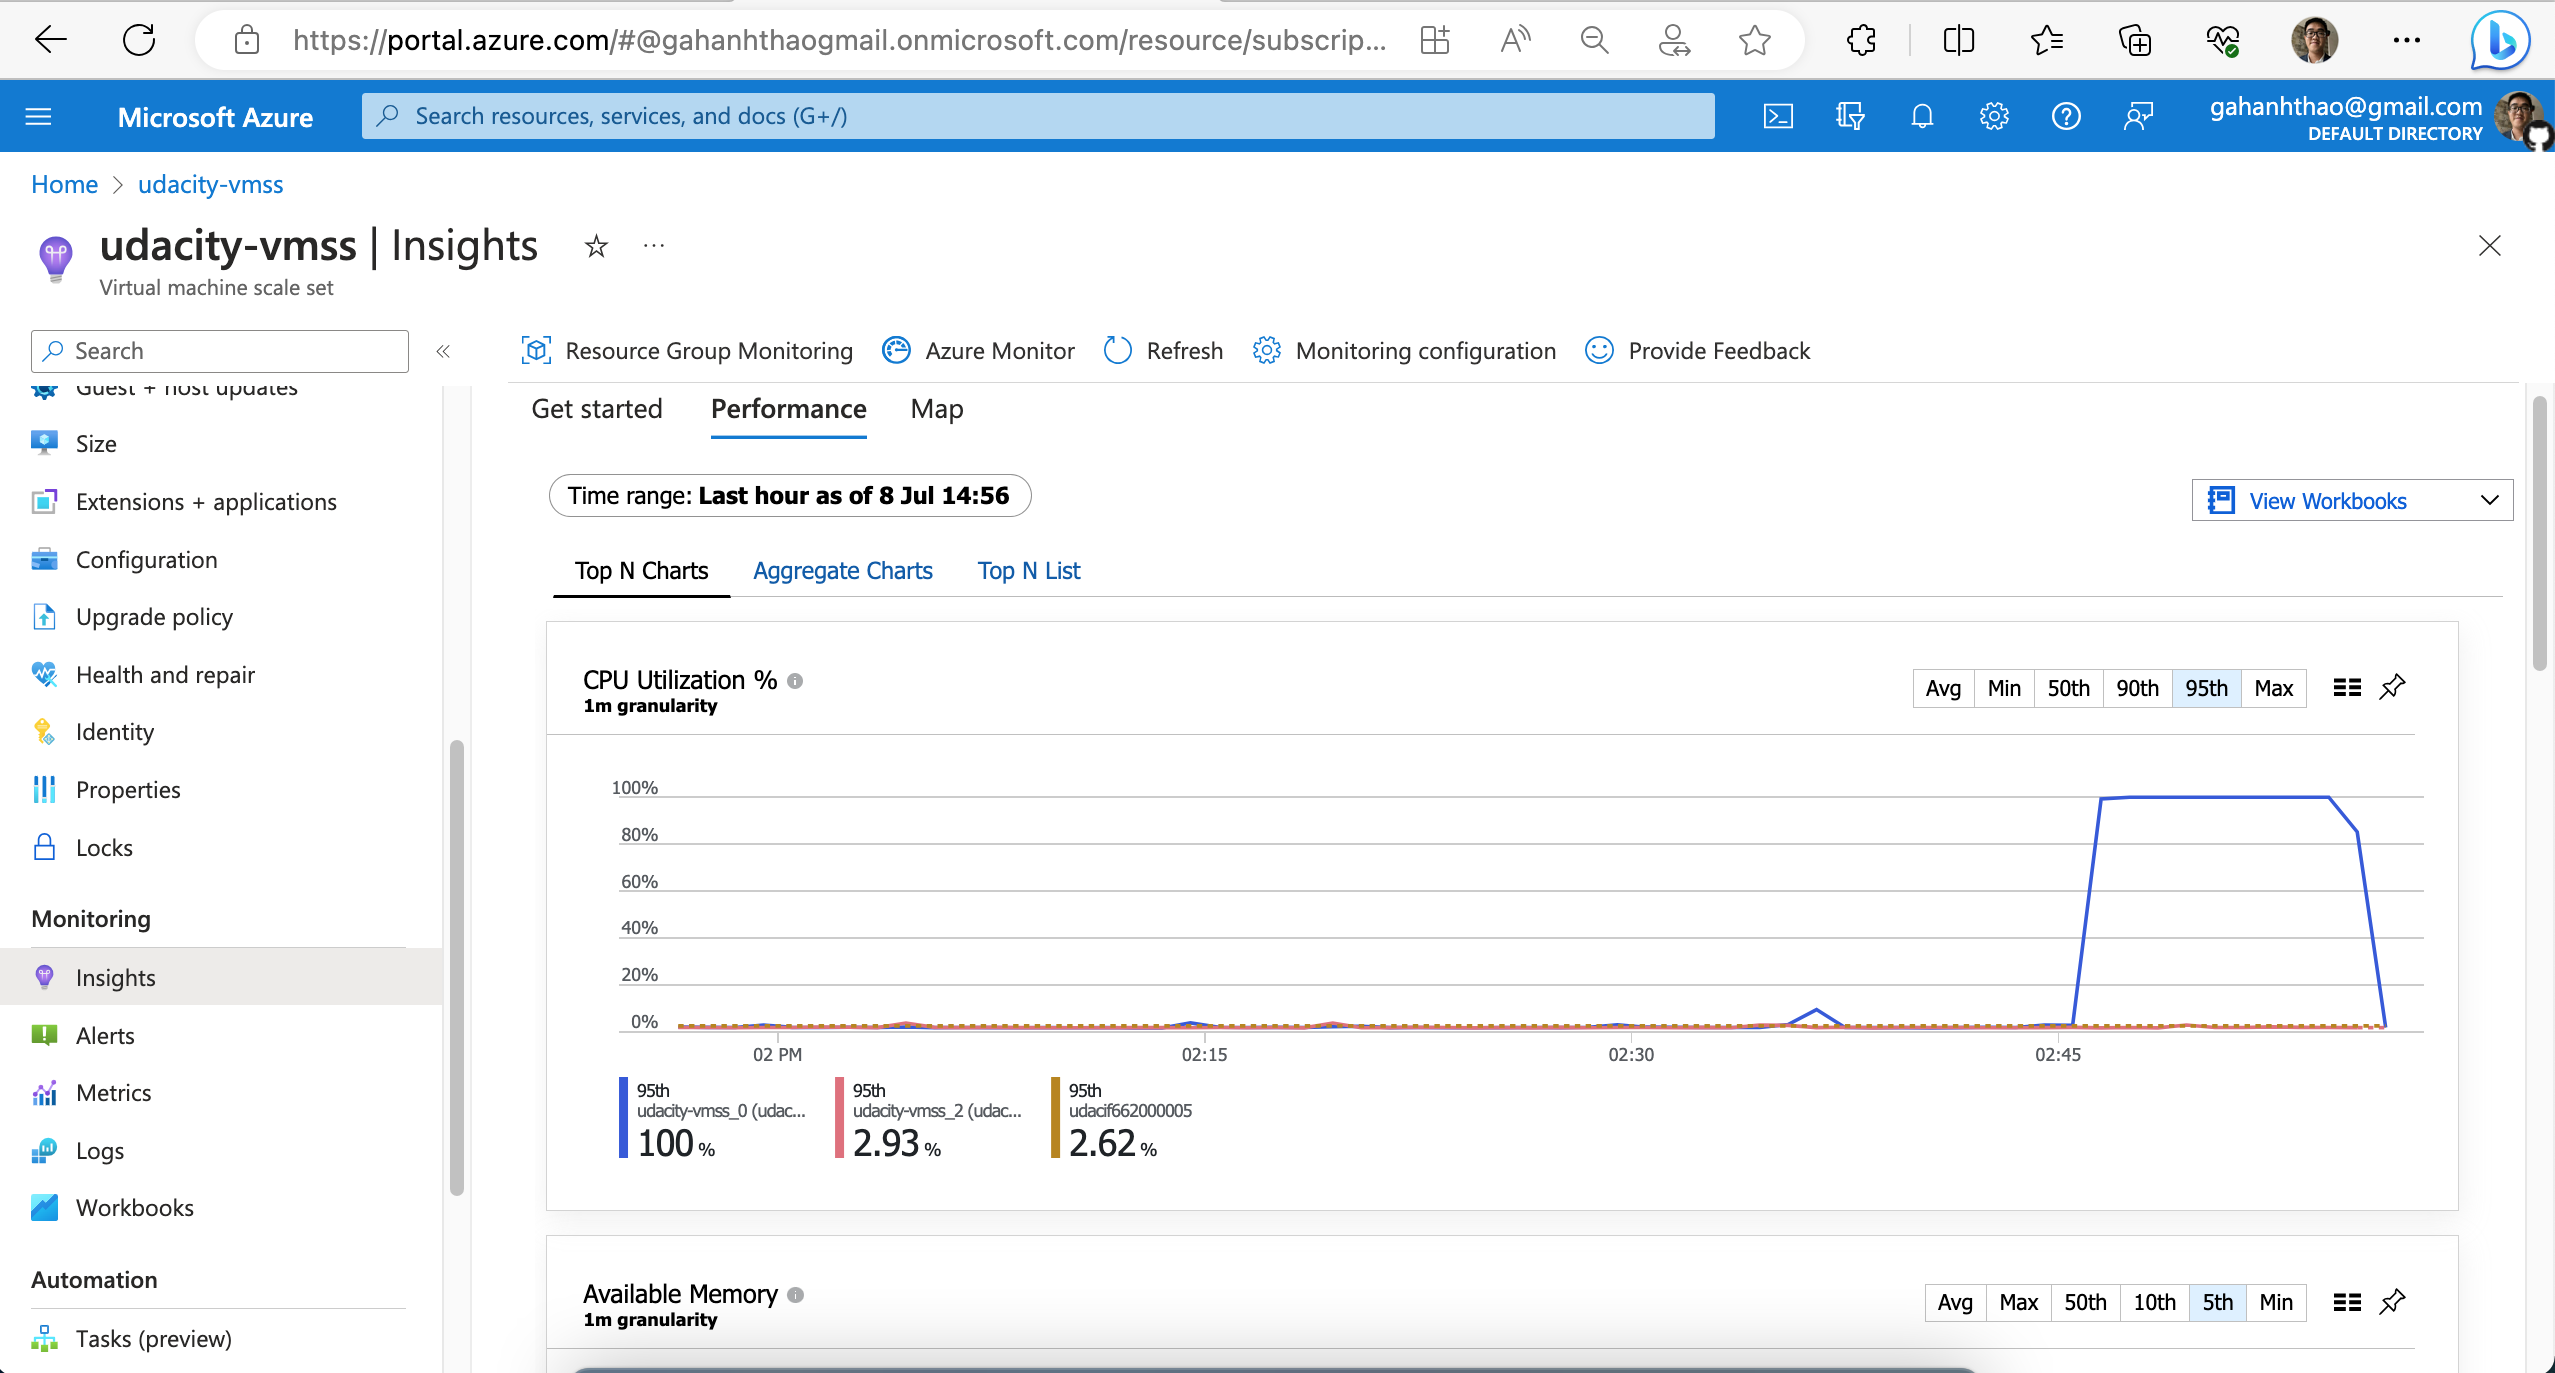 https://portal.azure.com/#@gahanhthaogmail.onmicrosoft.com/resource/subscrip...
Microsoft Azure
Search resources, services, and docs (G+/)
gahanhthao@gmail.com
DEFAULT DIRECTORY
Home > udacity-vmss
udacity-vmss | Insights
Virtual machine scale set
Search
Guest + host updates
Size
Extensions + applications
Configuration
Upgrade policy
Health and repair
Identity
Properties
Locks
Monitoring
Insights
Alerts
Metrics
Logs
Workbooks
Automation
Tasks (preview)
Resource Group Monitoring
Azure Monitor
Refresh
Monitoring configuration
Provide Feedback
Get started
Performance
Map
Time range: Last hour as of 8 Jul 14:56
View Workbooks
Top N Charts
Aggregate Charts
Top N List
CPU Utilization %
1m granularity
Avg Min 50th 90th 95th Max
100%
80%
60%
40%
20%
0%
02 PM 02:15 02:30 02:45
95th
udacity-vmss_0 (udac...
100 %
95th
udacity-vmss_2 (udac...
2.93 %
95th
udacif662000005
2.62 %
Available Memory
1m granularity
Avg Max 50th 10th 5th Min